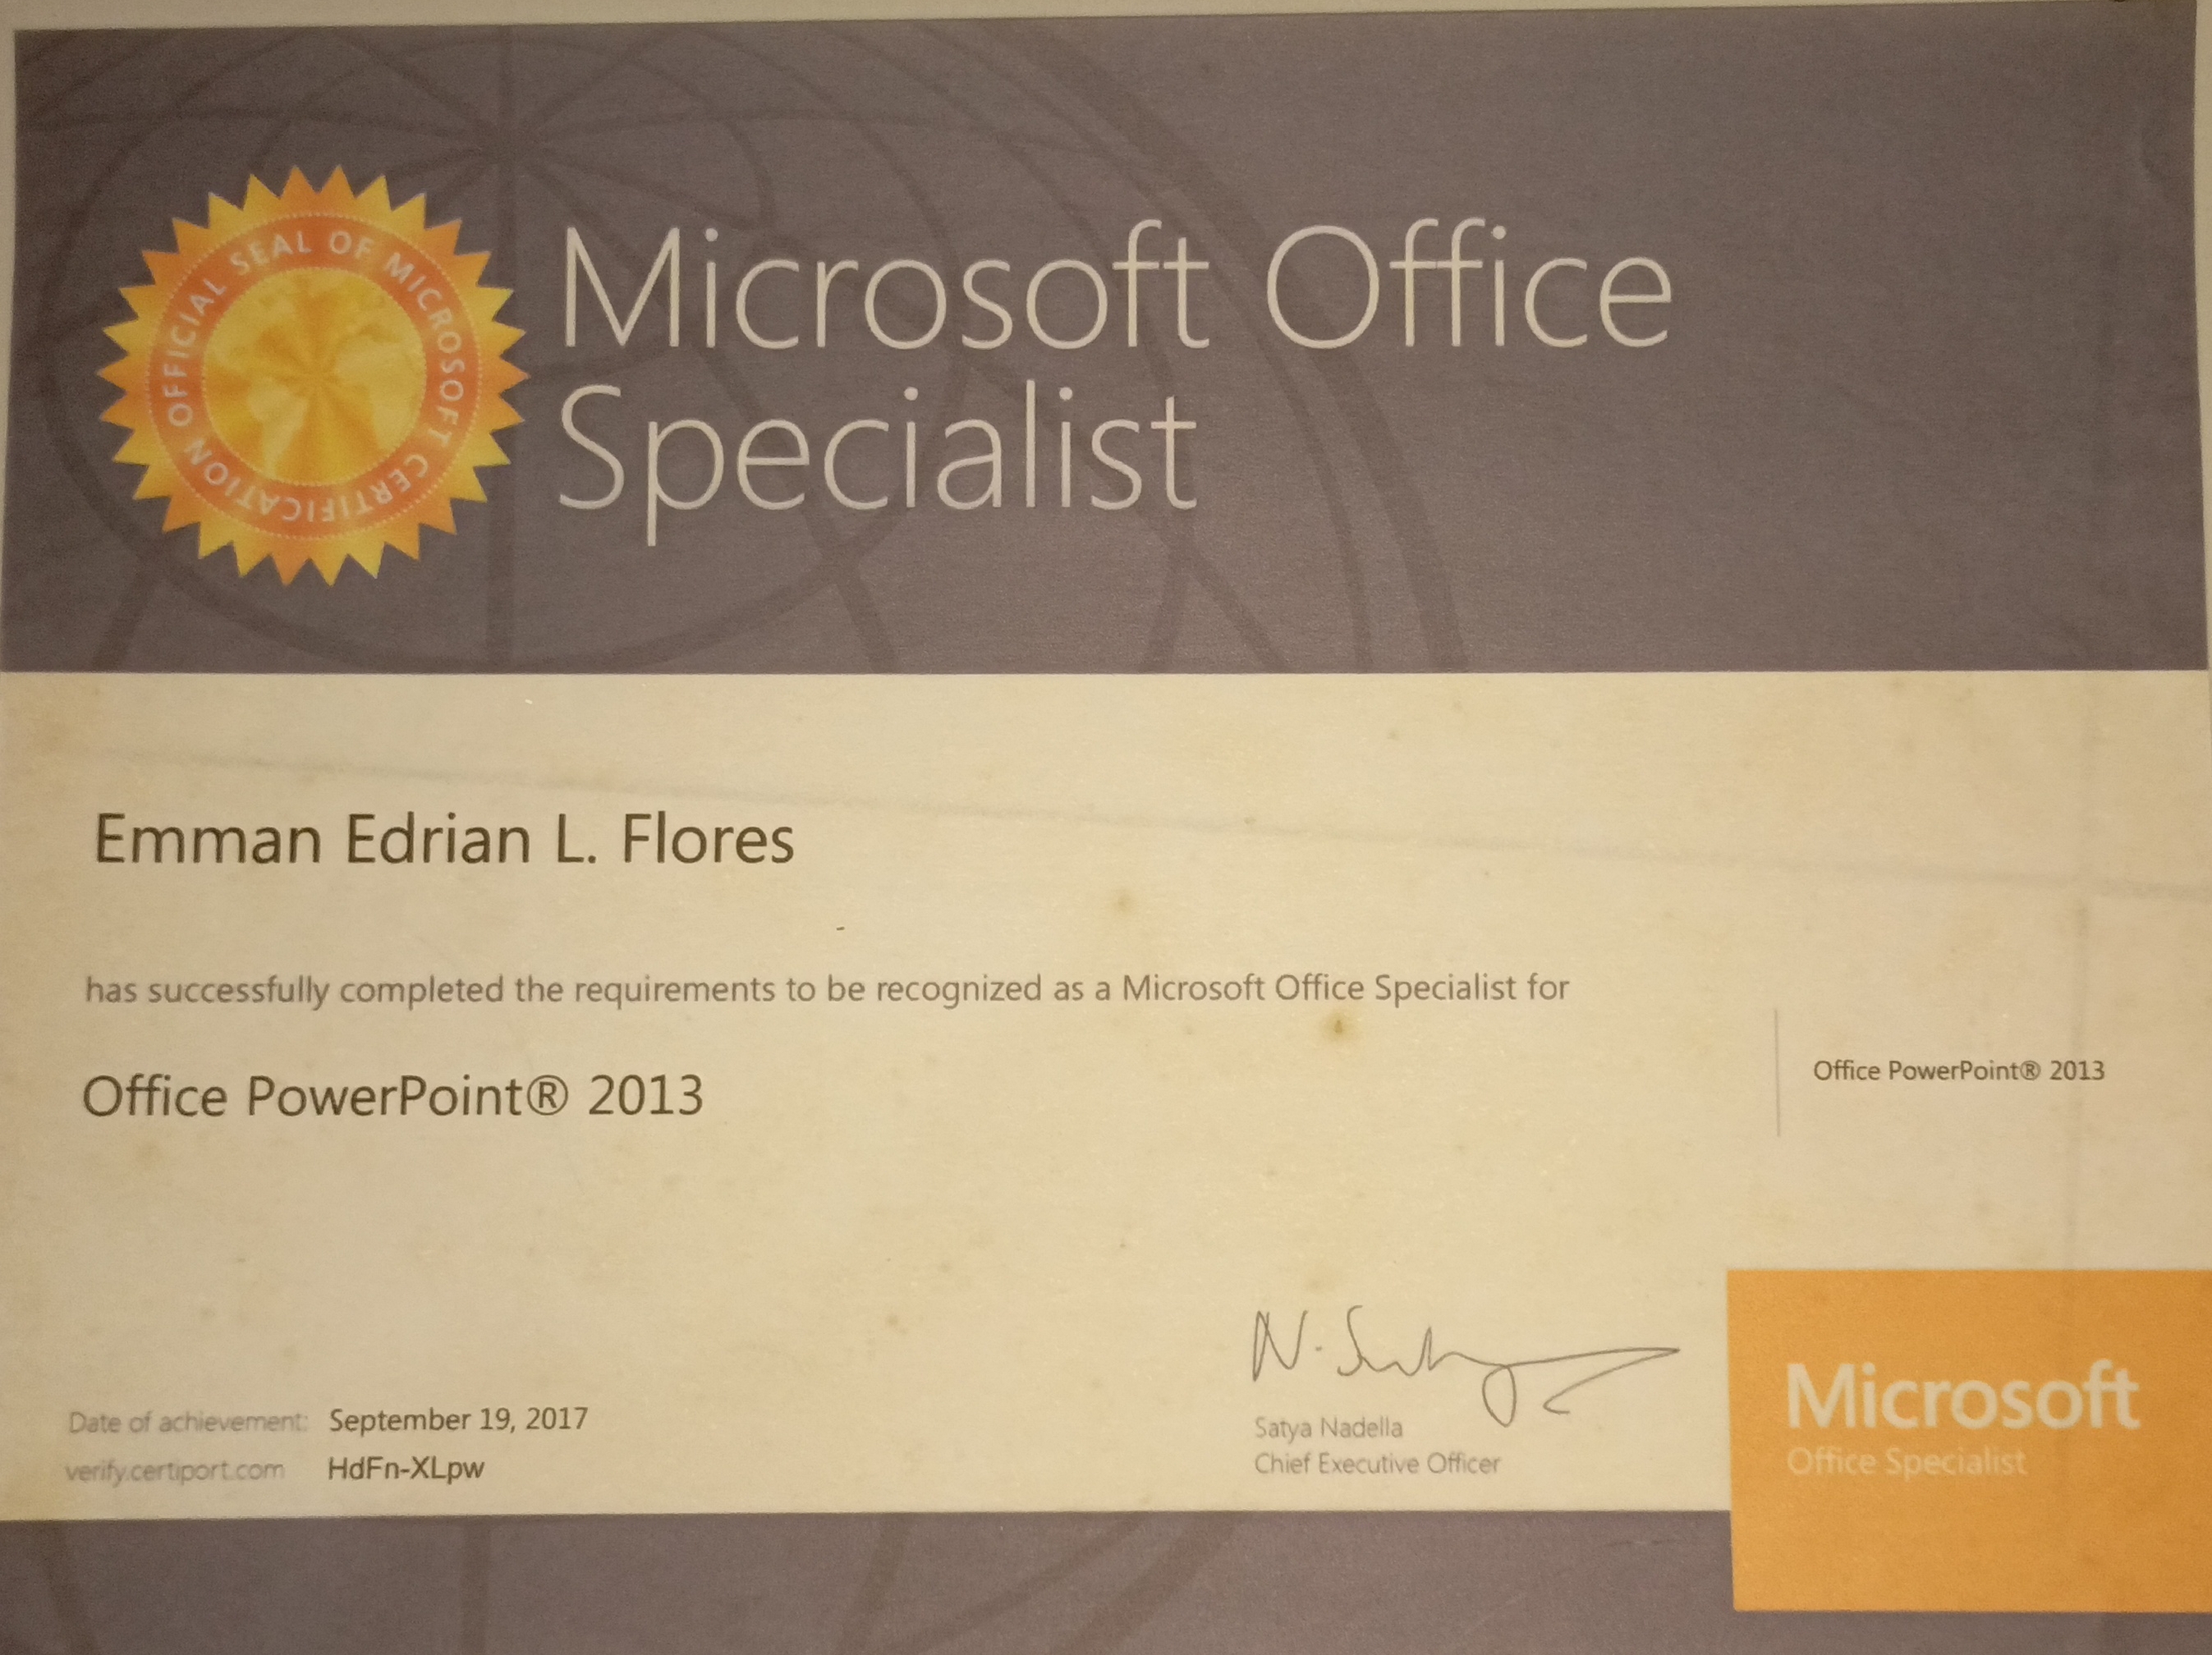 OFFICIAL SEAL OF MICROSOFT CERTIFICATION
Microsoft Office
Specialist
Emman Edrian L. Flores
has successfully completed the requirements to be recognized as a Microsoft Office Specialist for
Office PowerPoint® 2013
Office PowerPoint® 2013
N. Satya
Date of achievement: September 19, 2017
verify.certiport.com HdFn-XLpw
Satya Nadella
Chief Executive Officer
Microsoft
Office Specialist